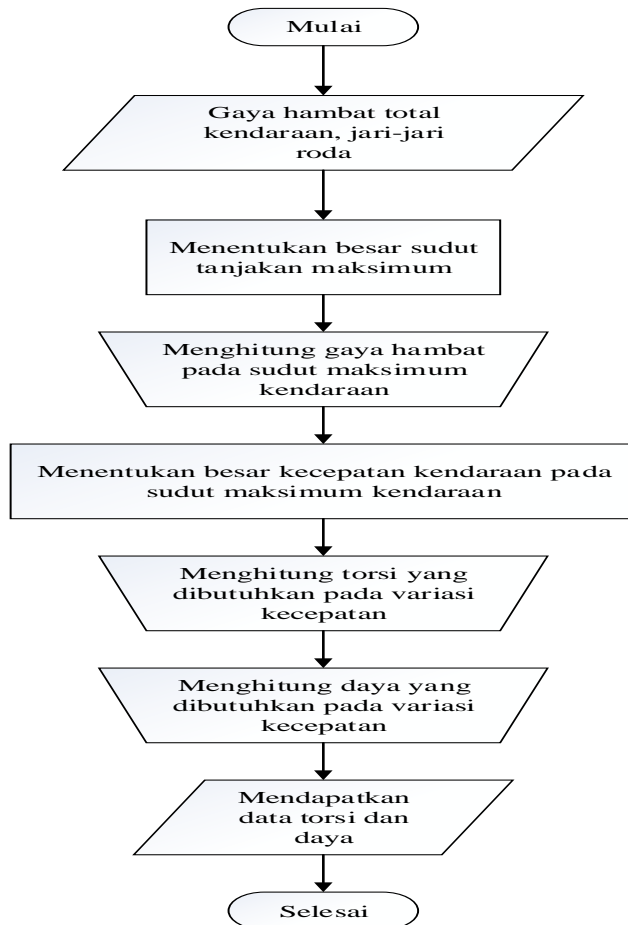 Mulai
Gaya hambat total
kendaraan, jari-jari
roda
Menentukan besar sudut
tanjakan maksimum
Menghitung gaya hambat
pada sudut maksimum
kendaraan
Menentukan besar kecepatan kendaraan pada
sudut maksimum kendaraan
Menghitung torsi yang
dibutuhkan pada variasi
kecepatan
Menghitung daya yang
dibutuhkan pada variasi
kecepatan
Mendapatkan
data torsi dan
daya
Selesai